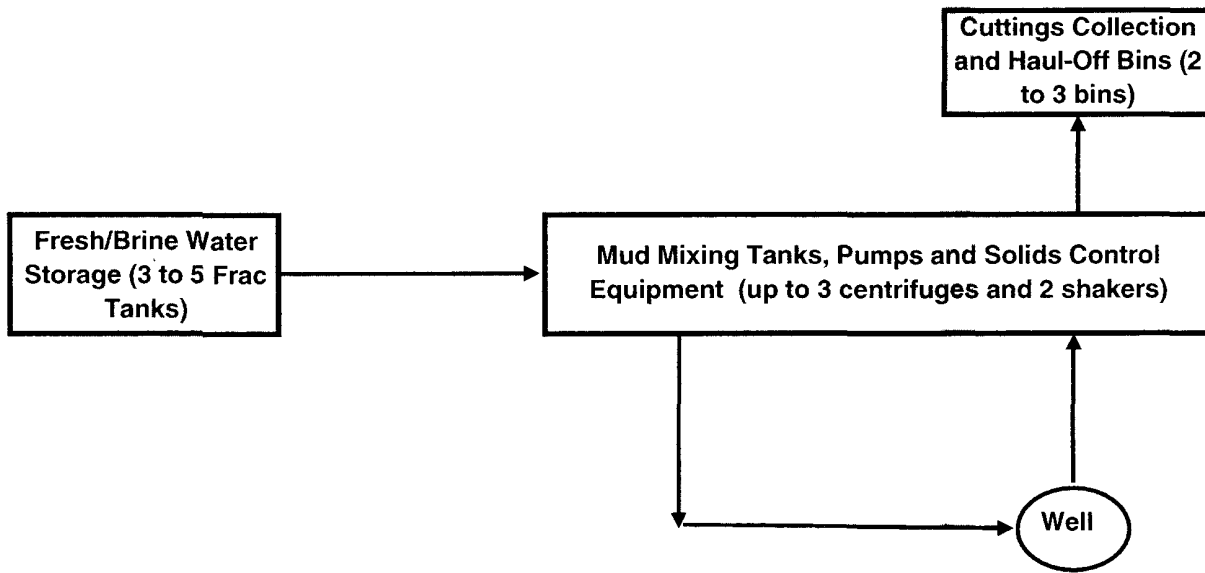 Cuttings Collection
and Haul-Off Bins (2
to 3 bins)
Fresh/Brine Water
Storage (3 to 5 Frac
Tanks)
Mud Mixing Tanks, Pumps and Solids Control
Equipment (up to 3 centrifuges and 2 shakers)
Well